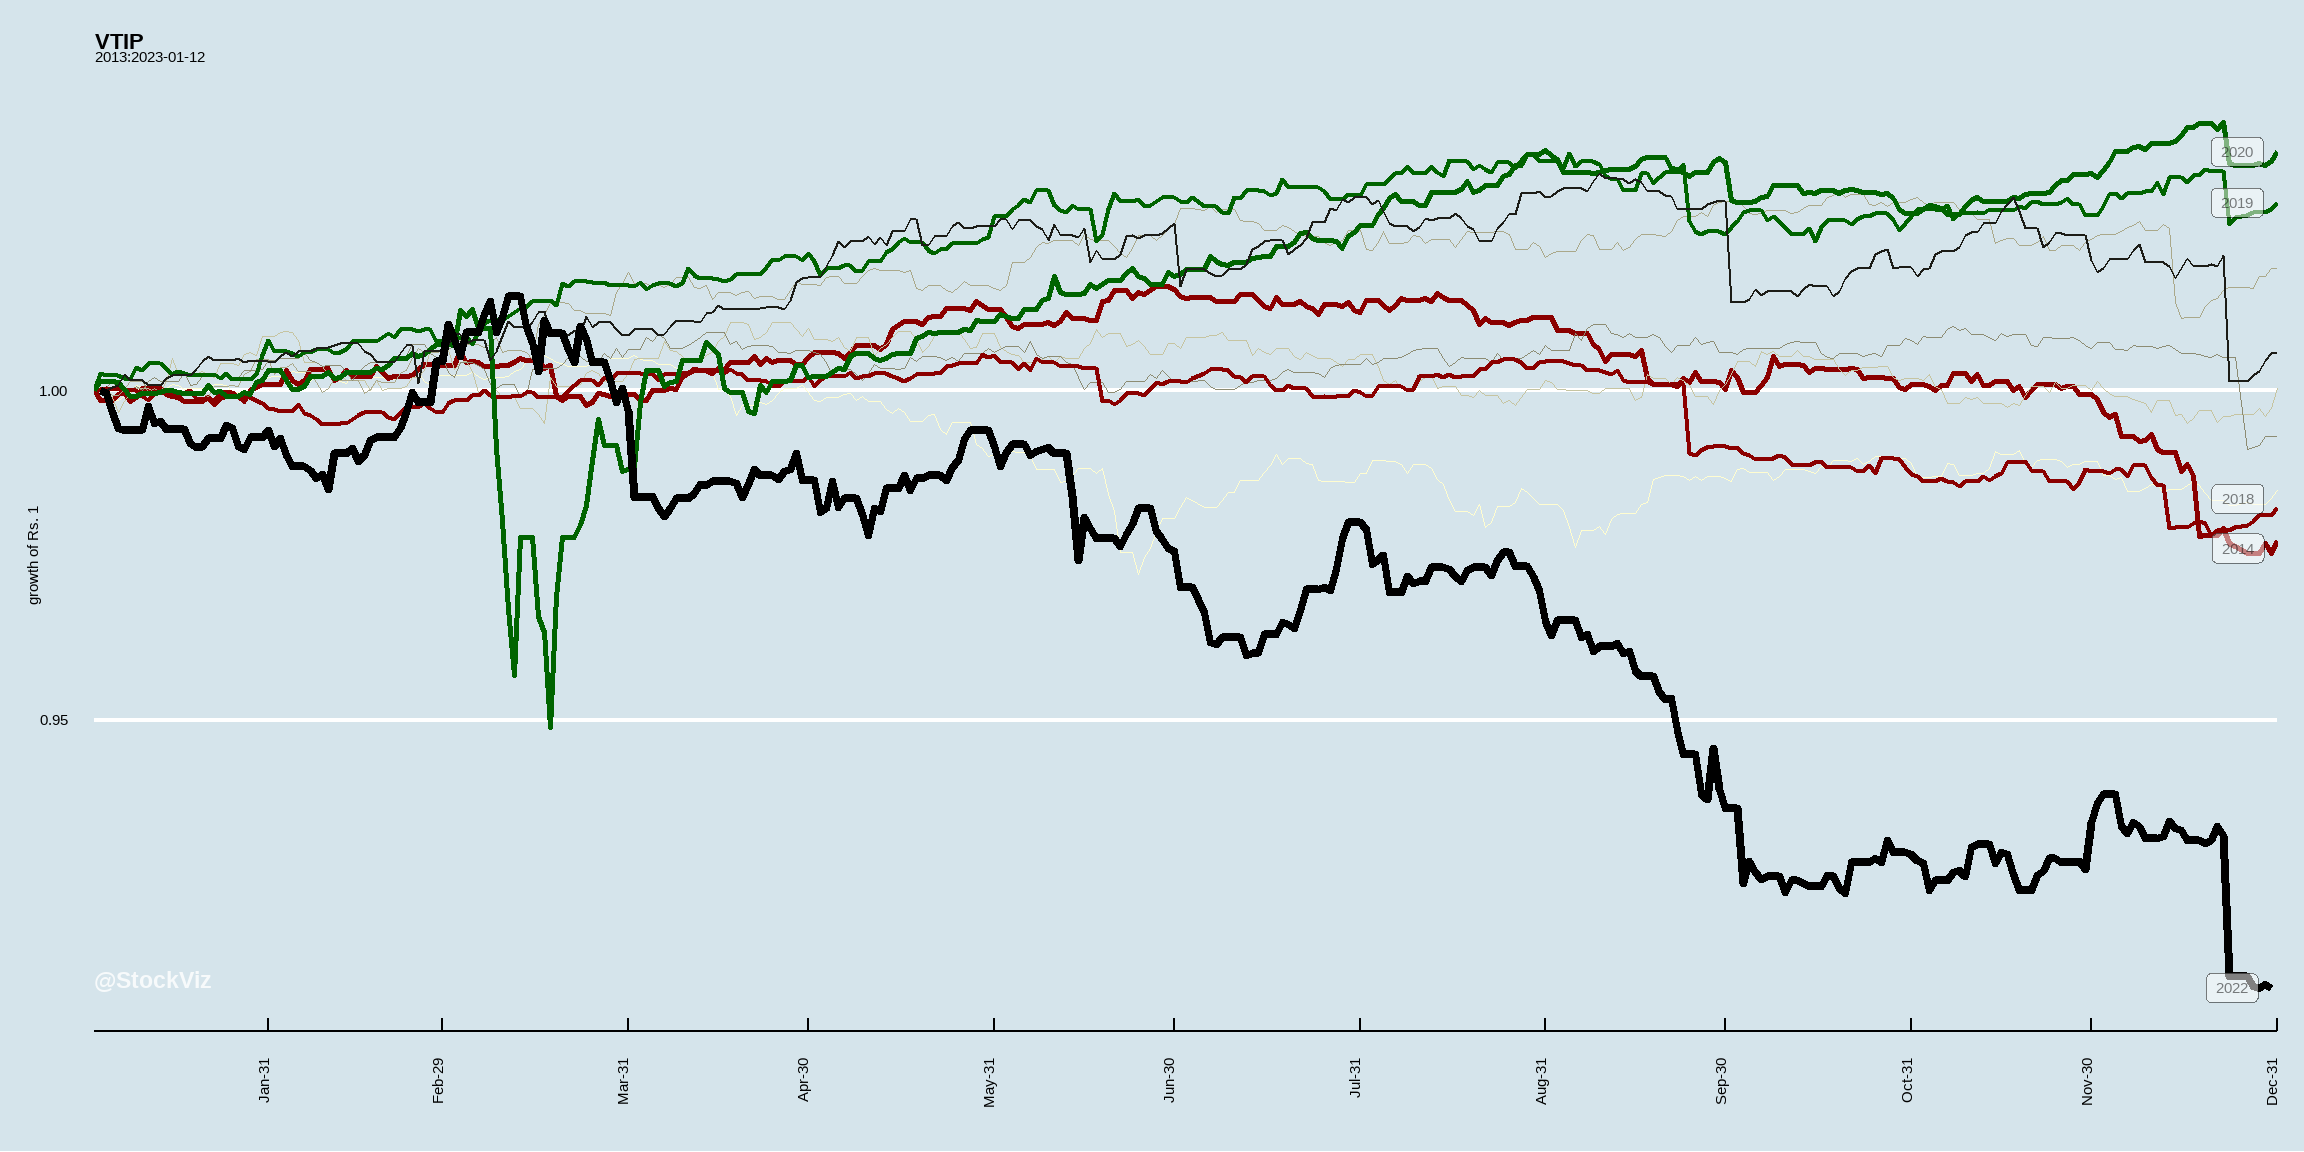 VTIP
2013:2023-01-12
2020
2019
1.00
2018
growth of Rs. 1
2014
0.95
@StockViz
2022
Jan-31
Feb-29
Mar-31
Apr-30
May-31
Jun-30
Jul-31
Aug-31
Sep-30
Oct-31
Nov-30
Dec-31